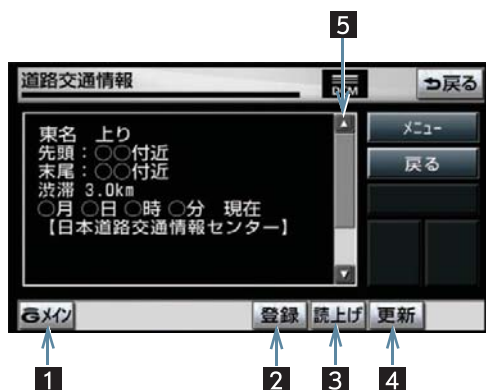 5
道路交通情報
DCM
戻る
東名 上り
先頭：○○付近
末尾：○○付近
渋滞 3.0km
○月 ○日 ○時 ○分 現在
【日本道路交通情報センター】
メニュー
戻る
Gメイン
登録
読上げ
更新
1
2
3
4